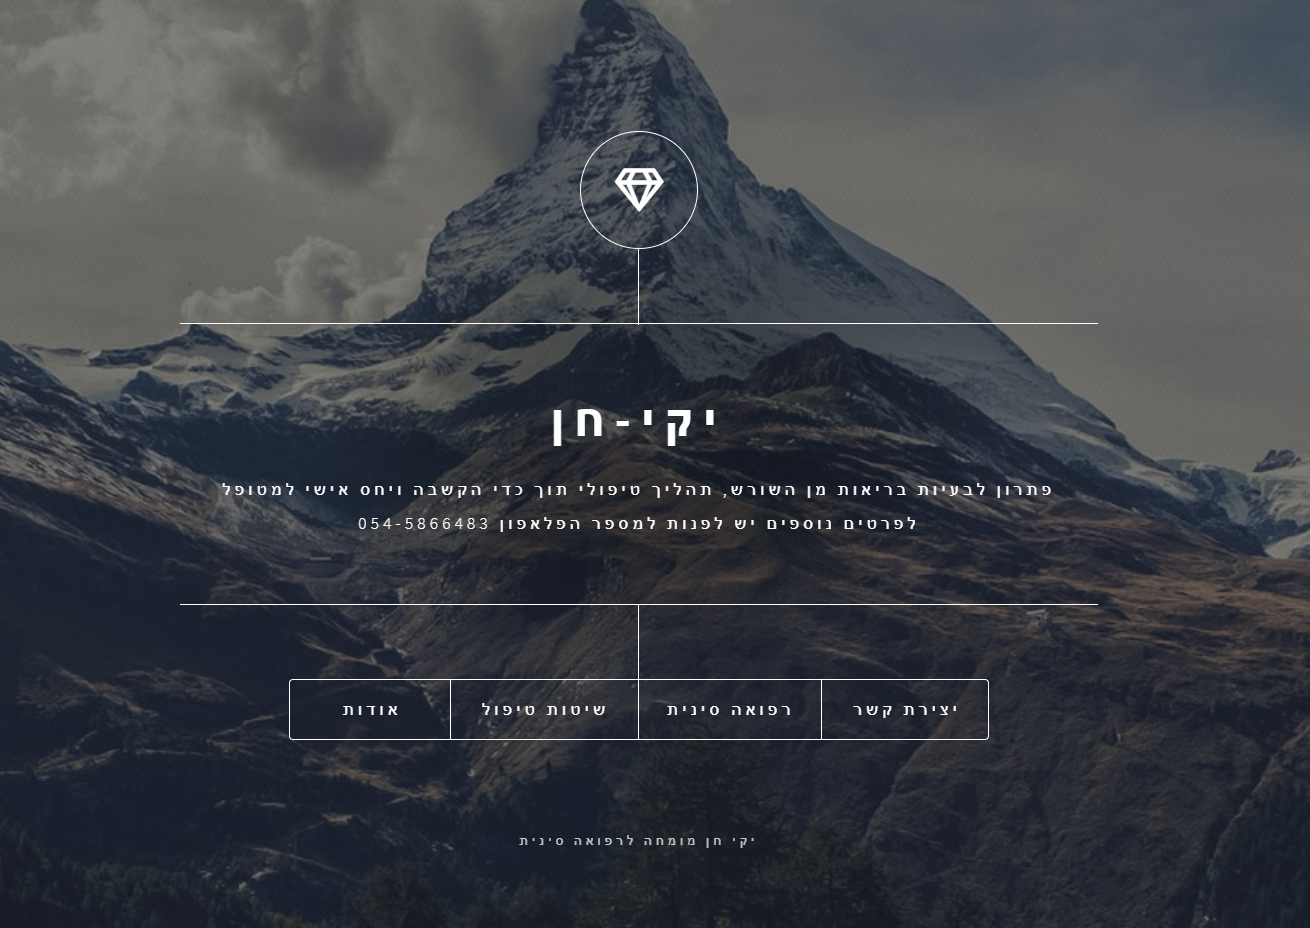 יקי-חן
פתרון לבעיות בריאות מן השורש, תהליך טיפולי תוך כדי הקשבה ויחס אישי למטופל
לפרטים נוספים יש לפנות למספר הפלאפון 054-5866483
יצירת קשר
רפואה סינית
שיטות טיפול
אודות
יקי חן מומחה לרפואה סינית